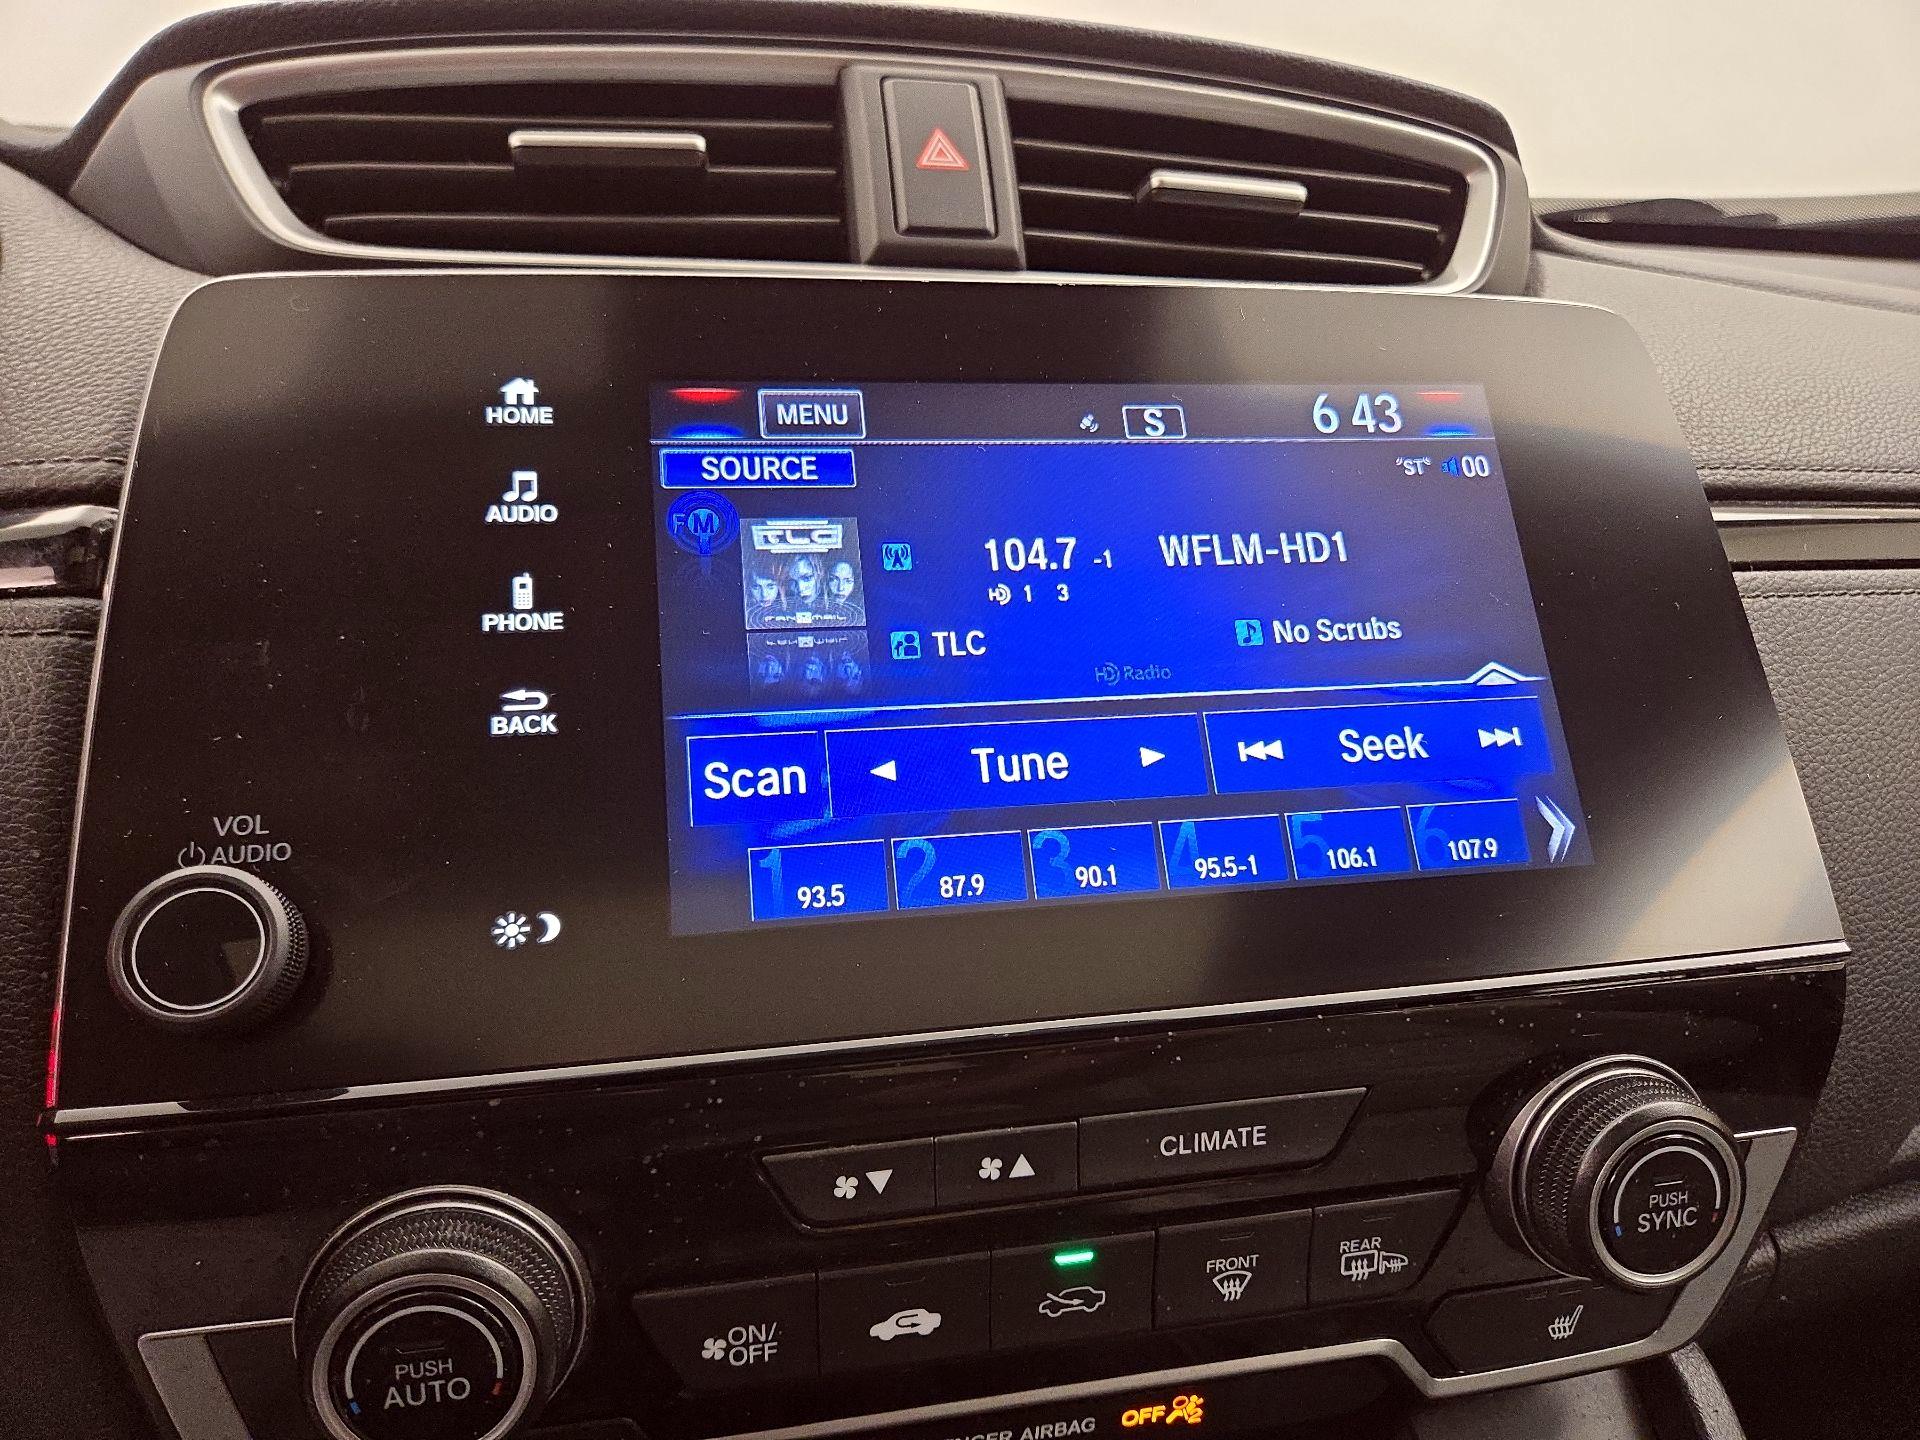 HOME
AUDIO
PHONE
BACK
VOL
AUDIO
MENU
S
6 43
SOURCE
"ST" 00
FM
TLC
FANMAIL
104.7 -1 WFLM-HD1
HD 1 3
TLC
No Scrubs
HD Radio
Scan
Tune
Seek
1 93.5
2 87.9
3 90.1
4 95.5-1
5 106.1
6 107.9
CLIMATE
PUSH
SYNC
PUSH
AUTO
ON/
OFF
FRONT
REAR
AIRBAG OFF